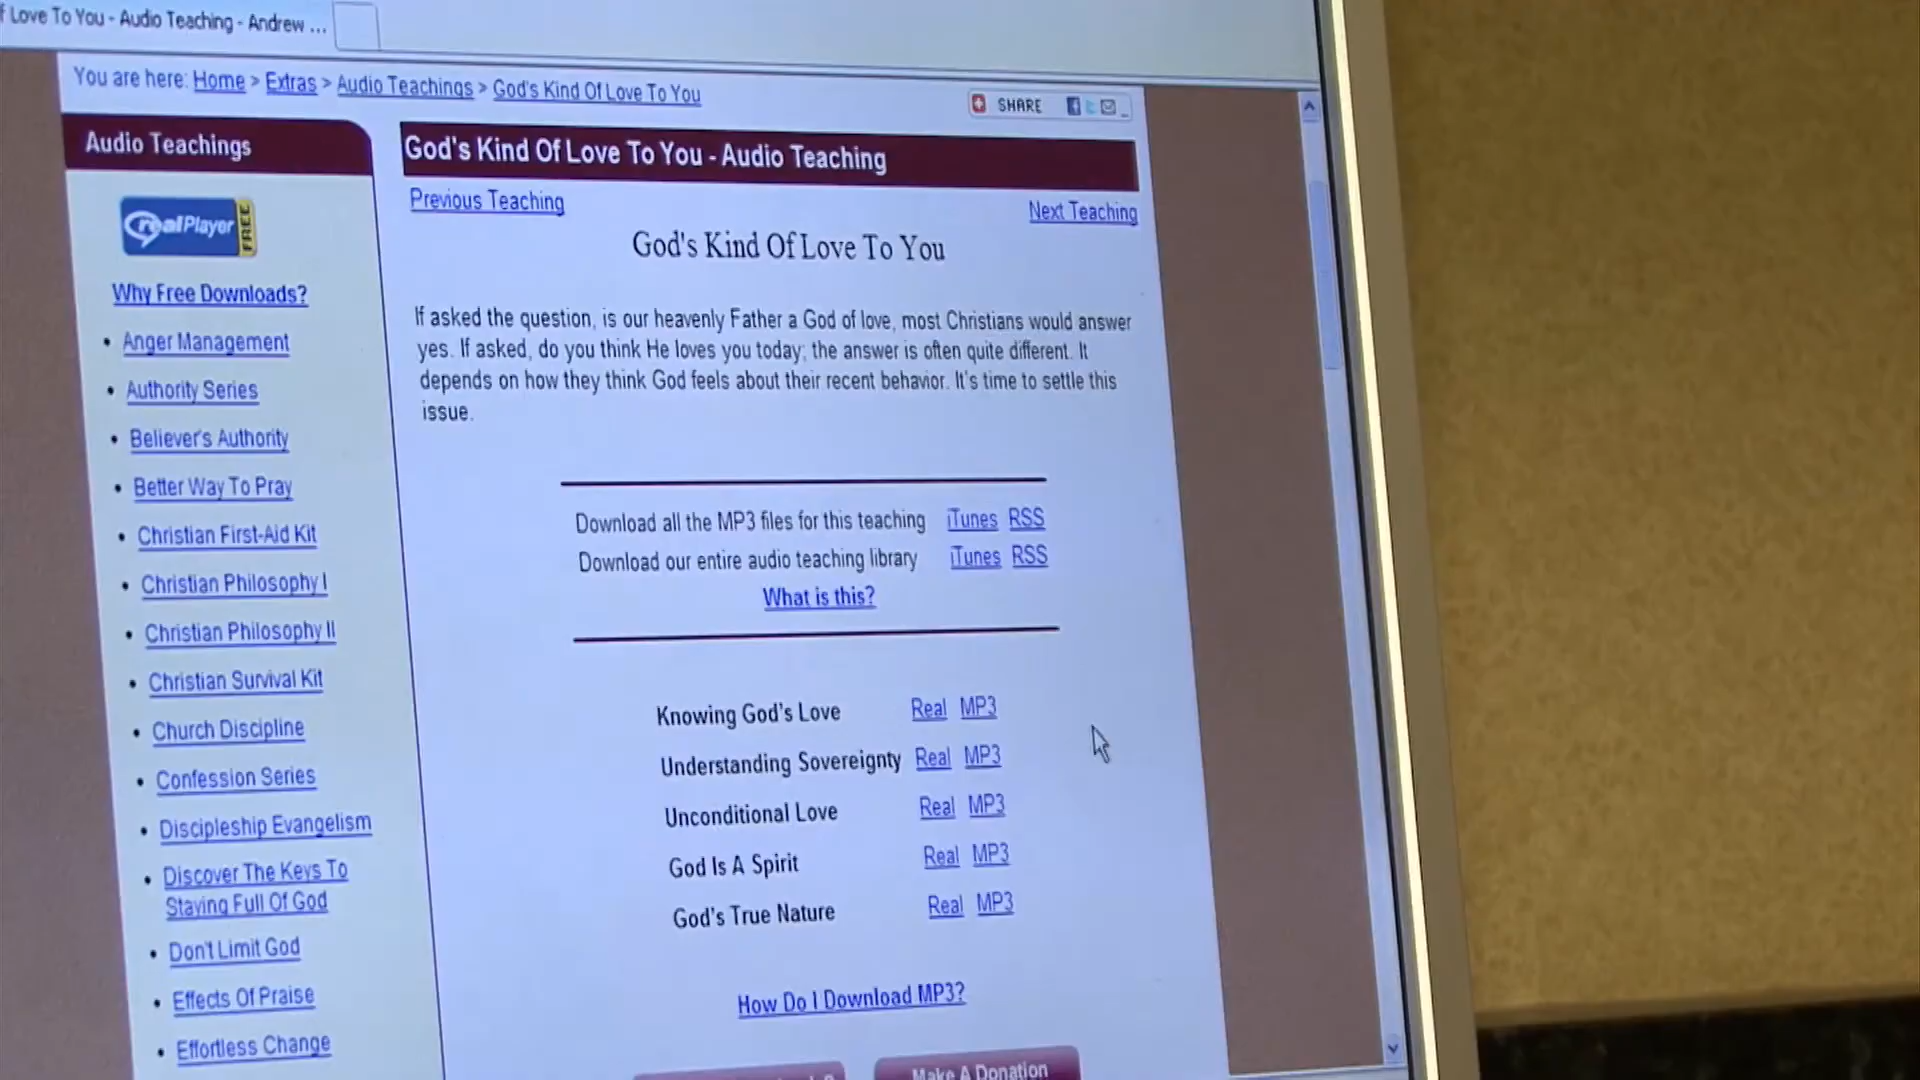 f Love To You - Audio Teaching - Andrew ...
You are here: Home > Extras > Audio Teachings > God's Kind Of Love To You
SHARE
Audio Teachings
realPlayer FREE
Why Free Downloads?
• Anger Management
• Authority Series
• Believer's Authority
• Better Way To Pray
• Christian First-Aid Kit
• Christian Philosophy I
• Christian Philosophy II
• Christian Survival Kit
• Church Discipline
• Confession Series
• Discipleship Evangelism
• Discover The Keys To
Staying Full Of God
• Don't Limit God
• Effects Of Praise
• Effortless Change
God's Kind Of Love To You - Audio Teaching
Previous Teaching
Next Teaching
God's Kind Of Love To You
If asked the question, is our heavenly Father a God of love, most Christians would answer
yes. If asked, do you think He loves you today; the answer is often quite different. It
depends on how they think God feels about their recent behavior. It's time to settle this
issue.
Download all the MP3 files for this teaching iTunes RSS
Download our entire audio teaching library iTunes RSS
What is this?
Knowing God's Love Real MP3
Understanding Sovereignty Real MP3
Unconditional Love Real MP3
God Is A Spirit Real MP3
God's True Nature Real MP3
How Do I Download MP3?
Make A Donation